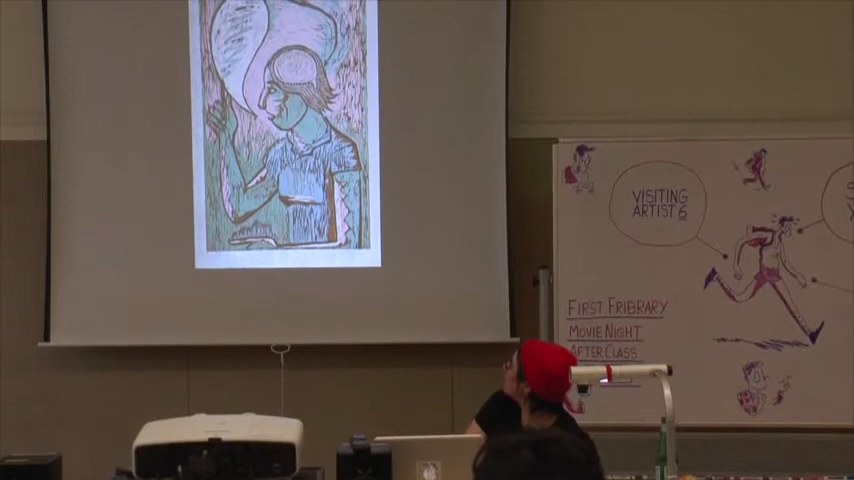 VISITING
ARTIST 6
FIRST FRIBRARY
MOVIE NIGHT
AFTER CLASS